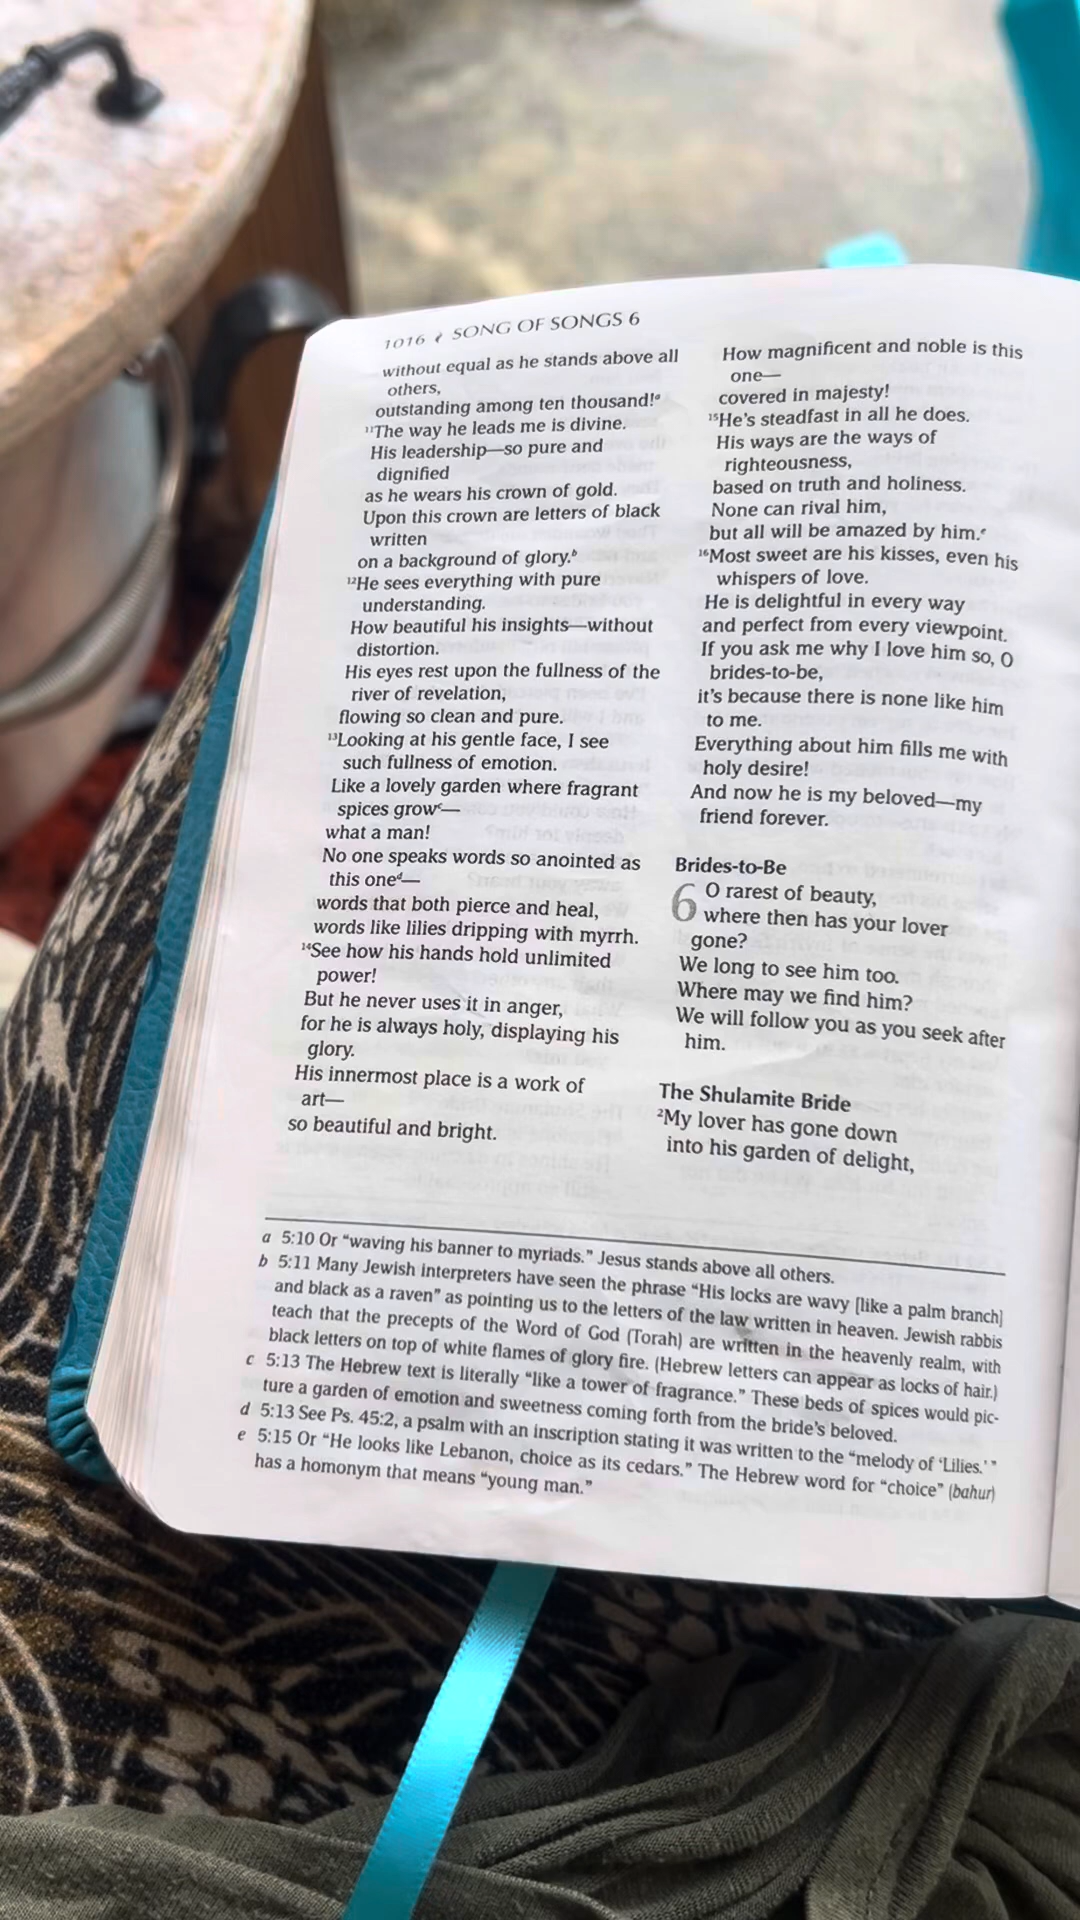 1016 SONG OF SONGS 6
without equal as he stands above all
others,
outstanding among ten thousand!ᵃ
¹¹The way he leads me is divine.
His leadership—so pure and
dignified
as he wears his crown of gold.
Upon this crown are letters of black
written
on a background of glory.ᵇ
¹²He sees everything with pure
understanding.
How beautiful his insights—without
distortion.
His eyes rest upon the fullness of the
river of revelation,
flowing so clean and pure.
¹³Looking at his gentle face, I see
such fullness of emotion.
Like a lovely garden where fragrant
spices growᶜ—
what a man!
No one speaks words so anointed as
this oneᵈ—
words that both pierce and heal,
words like lilies dripping with myrrh.
¹⁴See how his hands hold unlimited
power!
But he never uses it in anger,
for he is always holy, displaying his
glory.
His innermost place is a work of
art—
so beautiful and bright.
How magnificent and noble is this
one—
covered in majesty!
¹⁵He's steadfast in all he does.
His ways are the ways of
righteousness,
based on truth and holiness.
None can rival him,
but all will be amazed by him.ᵉ
¹⁶Most sweet are his kisses, even his
whispers of love.
He is delightful in every way
and perfect from every viewpoint.
If you ask me why I love him so, O
brides-to-be,
it's because there is none like him
to me.
Everything about him fills me with
holy desire!
And now he is my beloved—my
friend forever.
Brides-to-Be
6 O rarest of beauty,
where then has your lover
gone?
We long to see him too.
Where may we find him?
We will follow you as you seek after
him.
The Shulamite Bride
²My lover has gone down
into his garden of delight,
a 5:10 Or "waving his banner to myriads." Jesus stands above all others.
b 5:11 Many Jewish interpreters have seen the phrase "His locks are wavy [like a palm branch]
and black as a raven" as pointing us to the letters of the law written in heaven. Jewish rabbis
teach that the precepts of the Word of God (Torah) are written in the heavenly realm, with
black letters on top of white flames of glory fire. (Hebrew letters can appear as locks of hair.)
c 5:13 The Hebrew text is literally "like a tower of fragrance." These beds of spices would pic-
ture a garden of emotion and sweetness coming forth from the bride's beloved.
d 5:13 See Ps. 45:2, a psalm with an inscription stating it was written to the "melody of 'Lilies.'"
e 5:15 Or "He looks like Lebanon, choice as its cedars." The Hebrew word for "choice" (bahur)
has a homonym that means "young man."